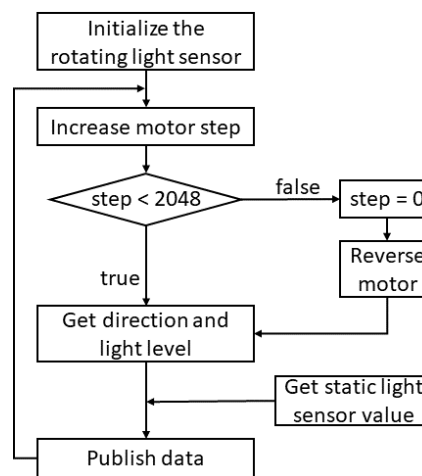 Initialize the
rotating light sensor
Increase motor step
step < 2048
false
step = 0
true
Reverse
motor
Get direction and
light level
Get static light
sensor value
Publish data